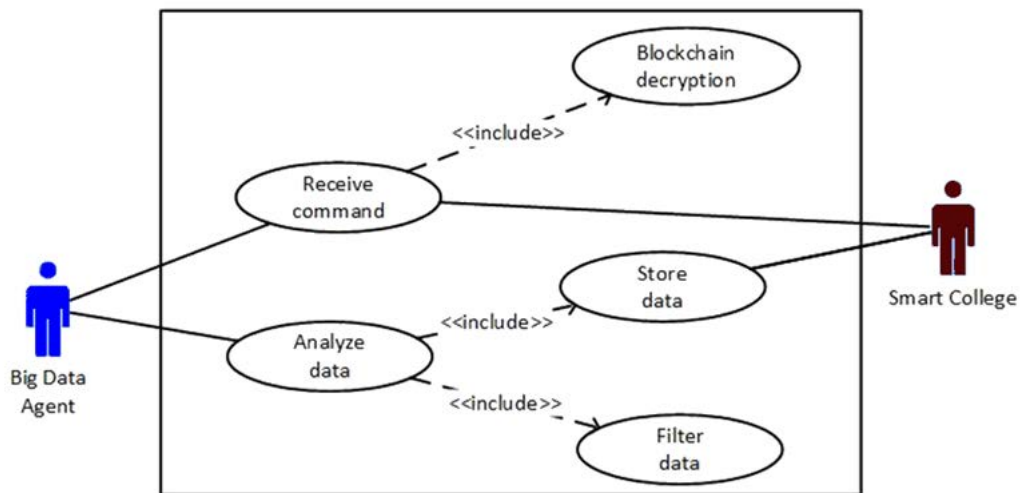 Blockchain
decryption
<<include>>
Receive
command
Store
data
Smart College
<<include>>
Analyze
data
Big Data
Agent
<<include>>
Filter
data